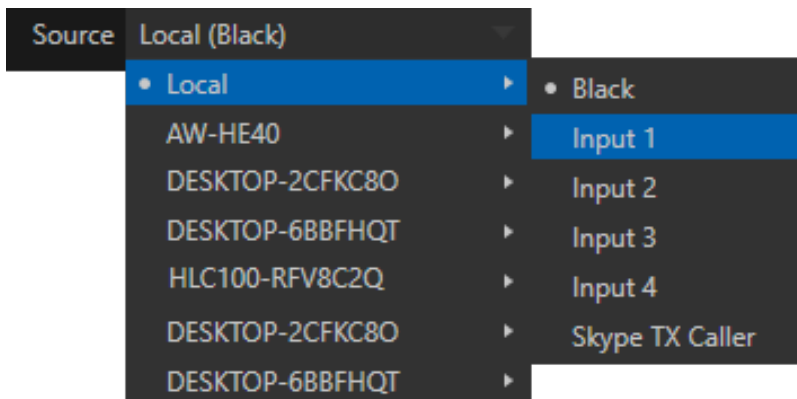 Source Local (Black)
Local
AW-HE40
DESKTOP-2CFKC8O
DESKTOP-6BBFHQT
HLC100-RFV8C2Q
DESKTOP-2CFKC8O
DESKTOP-6BBFHQT
Black
Input 1
Input 2
Input 3
Input 4
Skype TX Caller